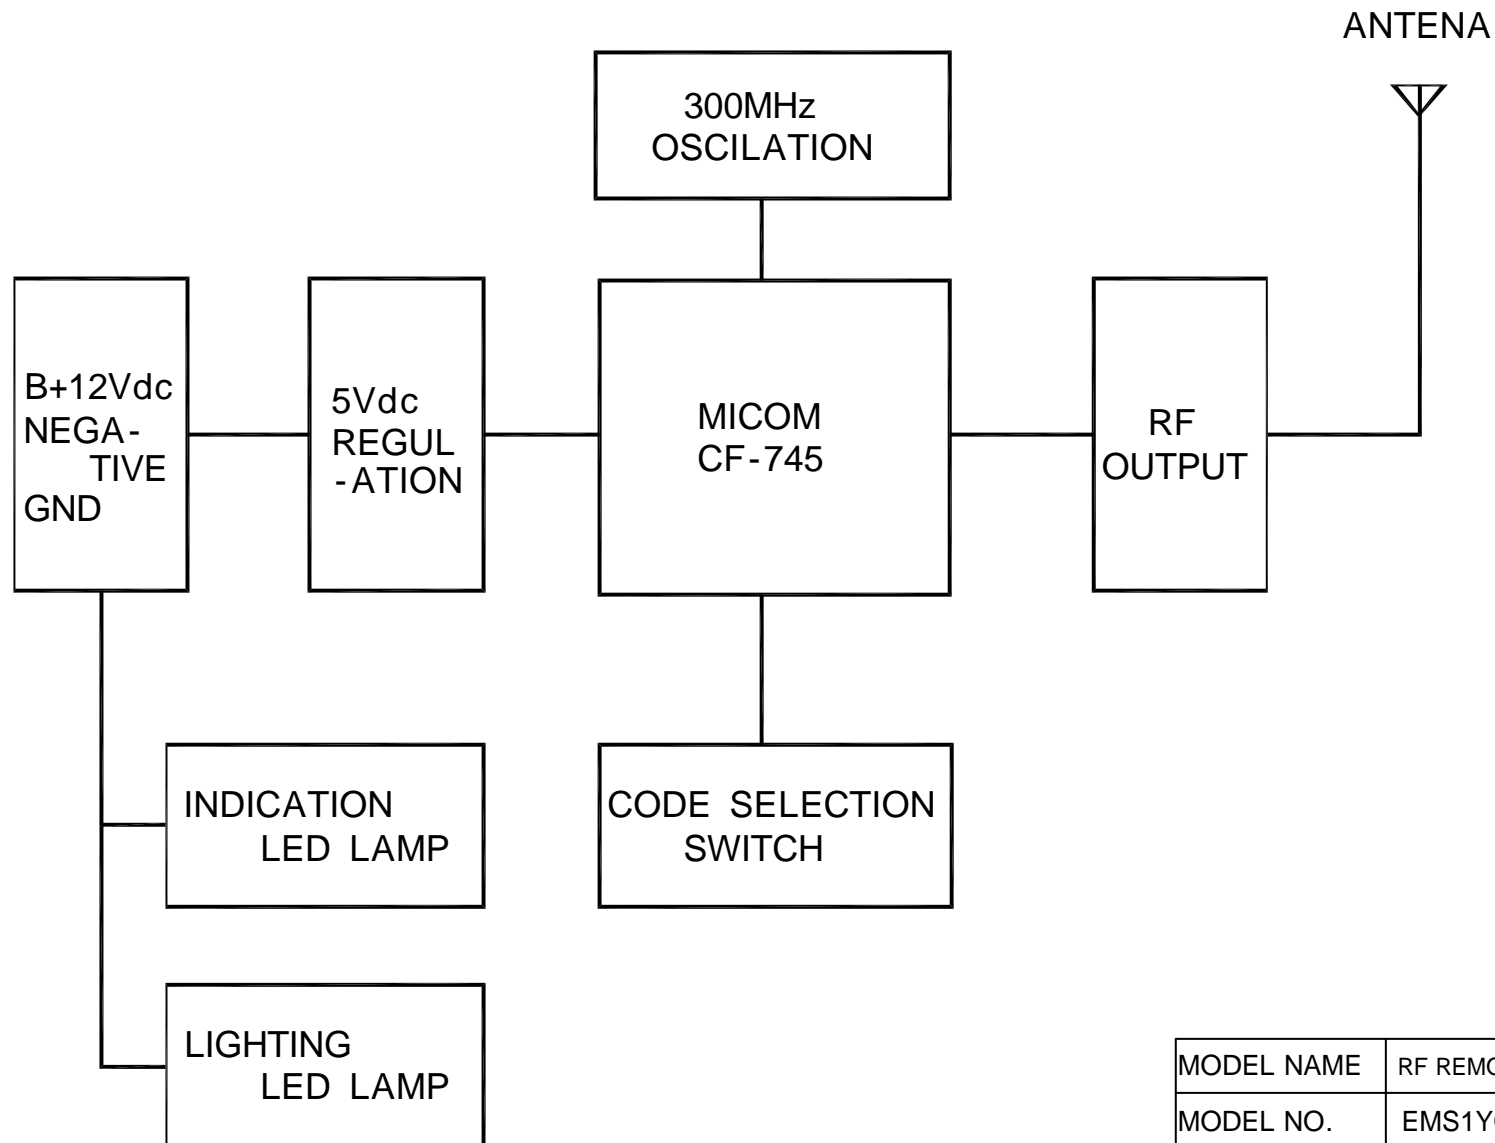 ANTENA
300MHz
OSCILATION
B+12Vdc
NEGA-
TIVE
GND
5Vdc
REGUL
-ATION
MICOM
CF-745
RF
OUTPUT
INDICATION
LED LAMP
CODE SELECTION
SWITCH
LIGHTING
LED LAMP
MODEL NAME RF
MODEL NO.